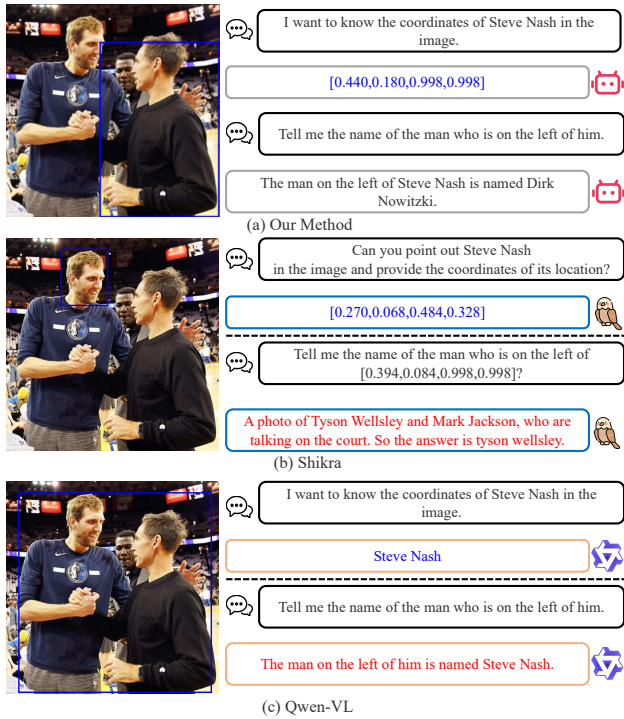 I want to know the coordinates of Steve Nash in the
image.
[0.440,0.180,0.998,0.998]
Tell me the name of the man who is on the left of him.
The man on the left of Steve Nash is named Dirk
Nowitzki.
(a) Our Method
Can you point out Steve Nash
in the image and provide the coordinates of its location?
[0.270,0.068,0.484,0.328]
Tell me the name of the man who is on the left of
[0.394,0.084,0.998,0.998]?
A photo of Tyson Wellsley and Mark Jackson, who are
talking on the court. So the answer is tyson wellsley.
(b) Shikra
I want to know the coordinates of Steve Nash in the
image.
Steve Nash
Tell me the name of the man who is on the left of him.
The man on the left of him is named Steve Nash.
(c) Qwen-VL